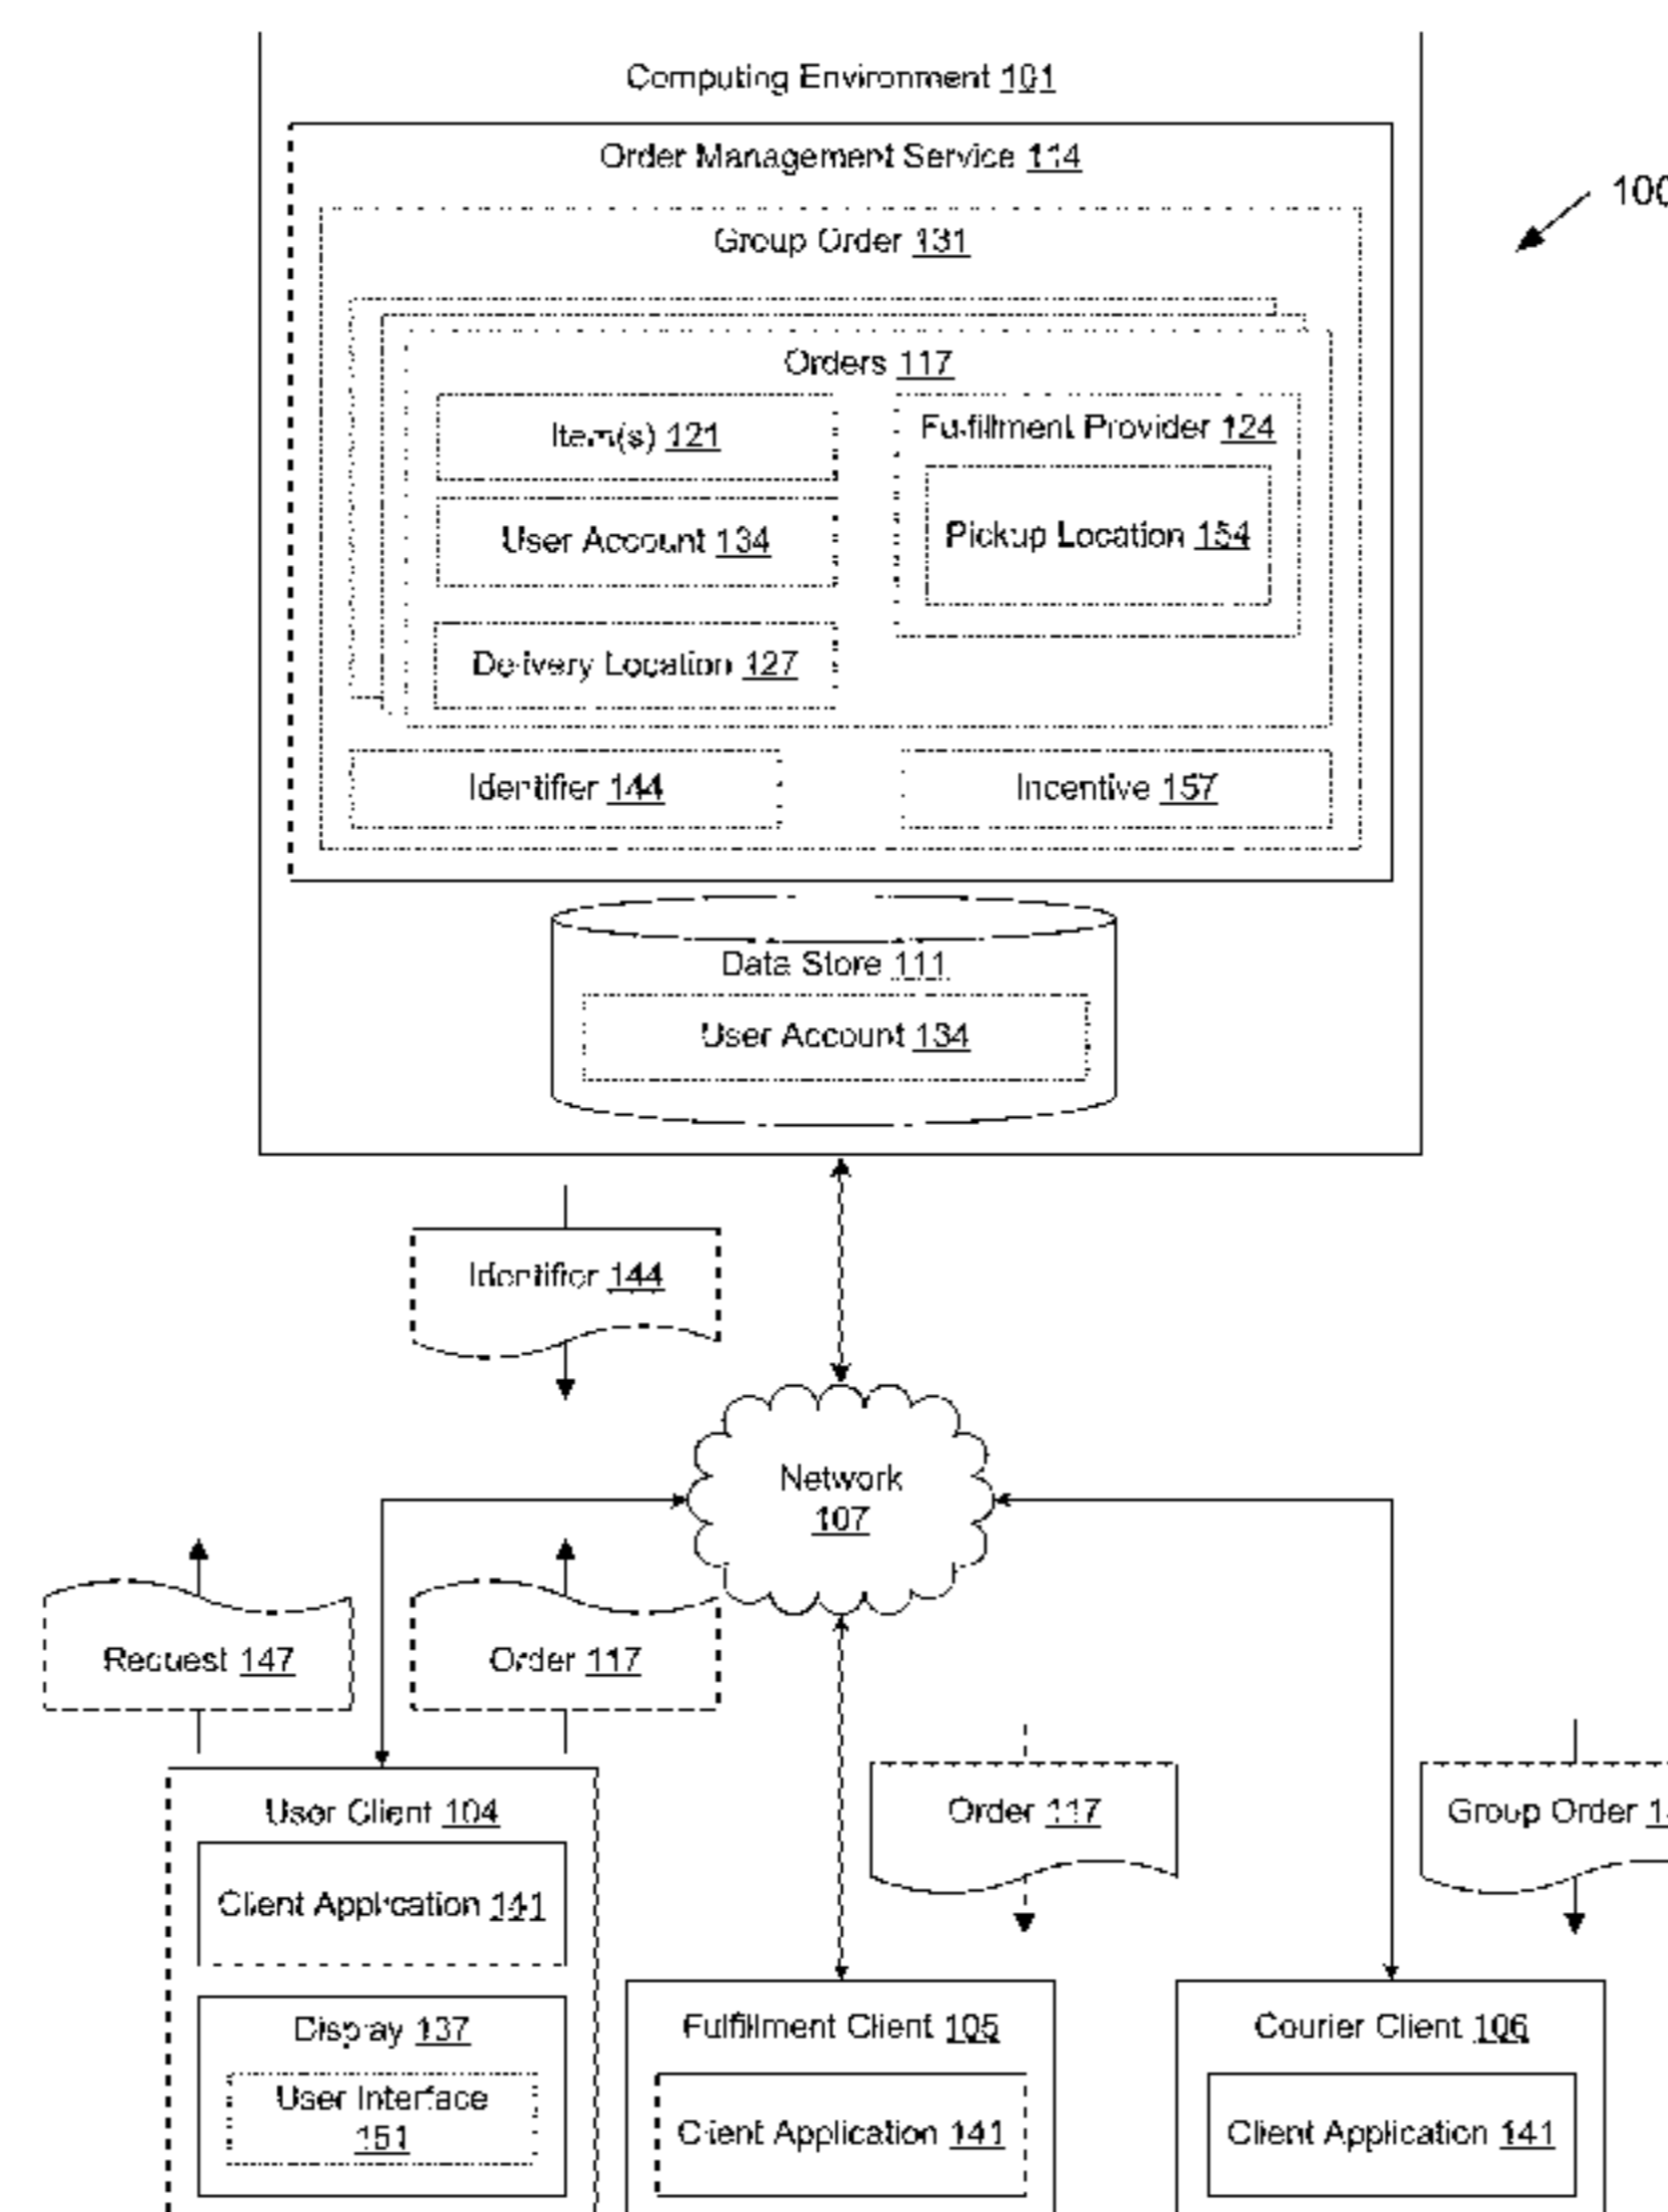 Computing Environment 101
Order Management Service 114
100
Group Order 131
Orders 117
Item(s) 121
Fulfillment Provider 124
User Account 134
Pickup Location 154
Delivery Location 127
Identifier 144
Incentive 157
Data Store 111
User Account 134
Identifier 144
Network
107
Request 147
Order 117
User Client 104
Order 117
Group Order
Client Application 141
Display 137
Fulfillment Client 105
Courier Client 106
User Interface
151
Client Application 141
Client Application 141